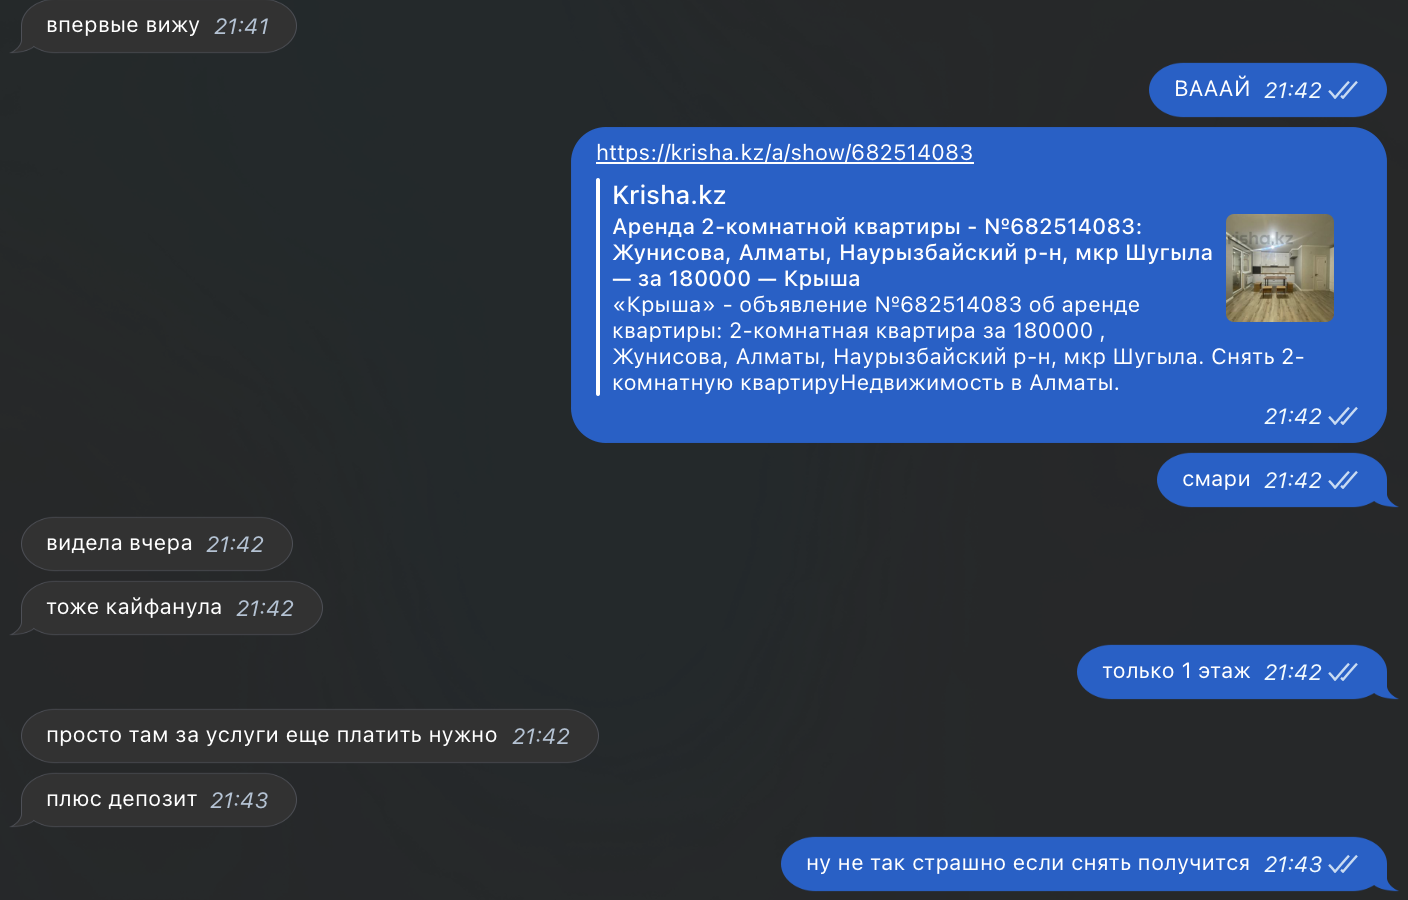 впервые вижу 21:41
ВАААЙ 21:42
https://krisha.kz/a/show/682514083
Krisha.kz
Аренда 2-комнатной квартиры - №682514083:
Жунисова, Алматы, Наурызбайский р-н, мкр Шугыла
— за 180000 — Крыша
«Крыша» - объявление №682514083 об аренде
квартиры: 2-комнатная квартира за 180000 ,
Жунисова, Алматы, Наурызбайский р-н, мкр Шугыла. Снять 2-
комнатную квартируНедвижимость в Алматы.
21:42
смари 21:42
видела вчера 21:42
тоже кайфанула 21:42
только 1 этаж 21:42
просто там за услуги еще платить нужно 21:42
плюс депозит 21:43
ну не так страшно если снять получится 21:43